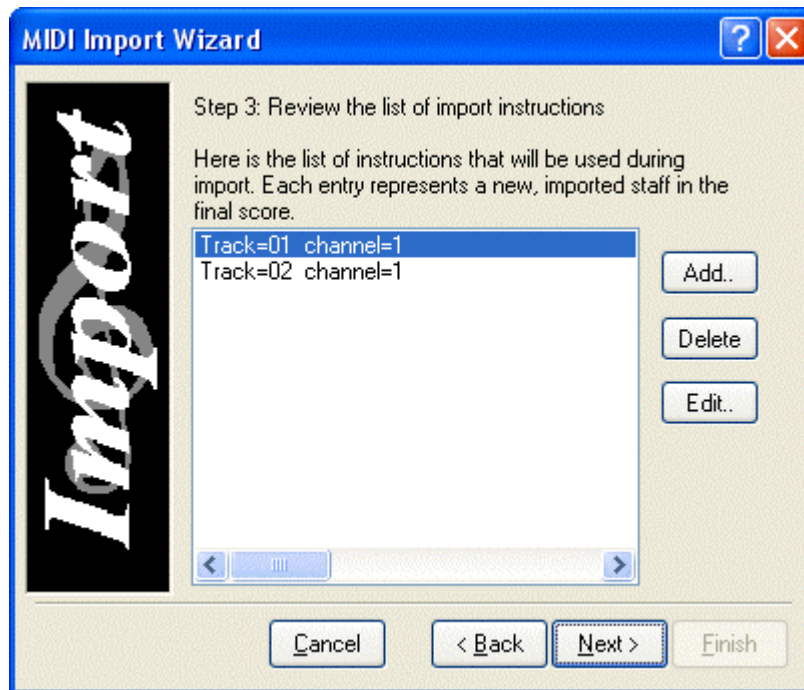 MIDI Import Wizard
?
Import
Step 3: Review the list of import instructions
Here is the list of instructions that will be used during
import. Each entry represents a new, imported staff in the
final score.
Track=01 channel=1
Track=02 channel=1
Add..
Delete
Edit..
Cancel
< Back
Next >
Finish